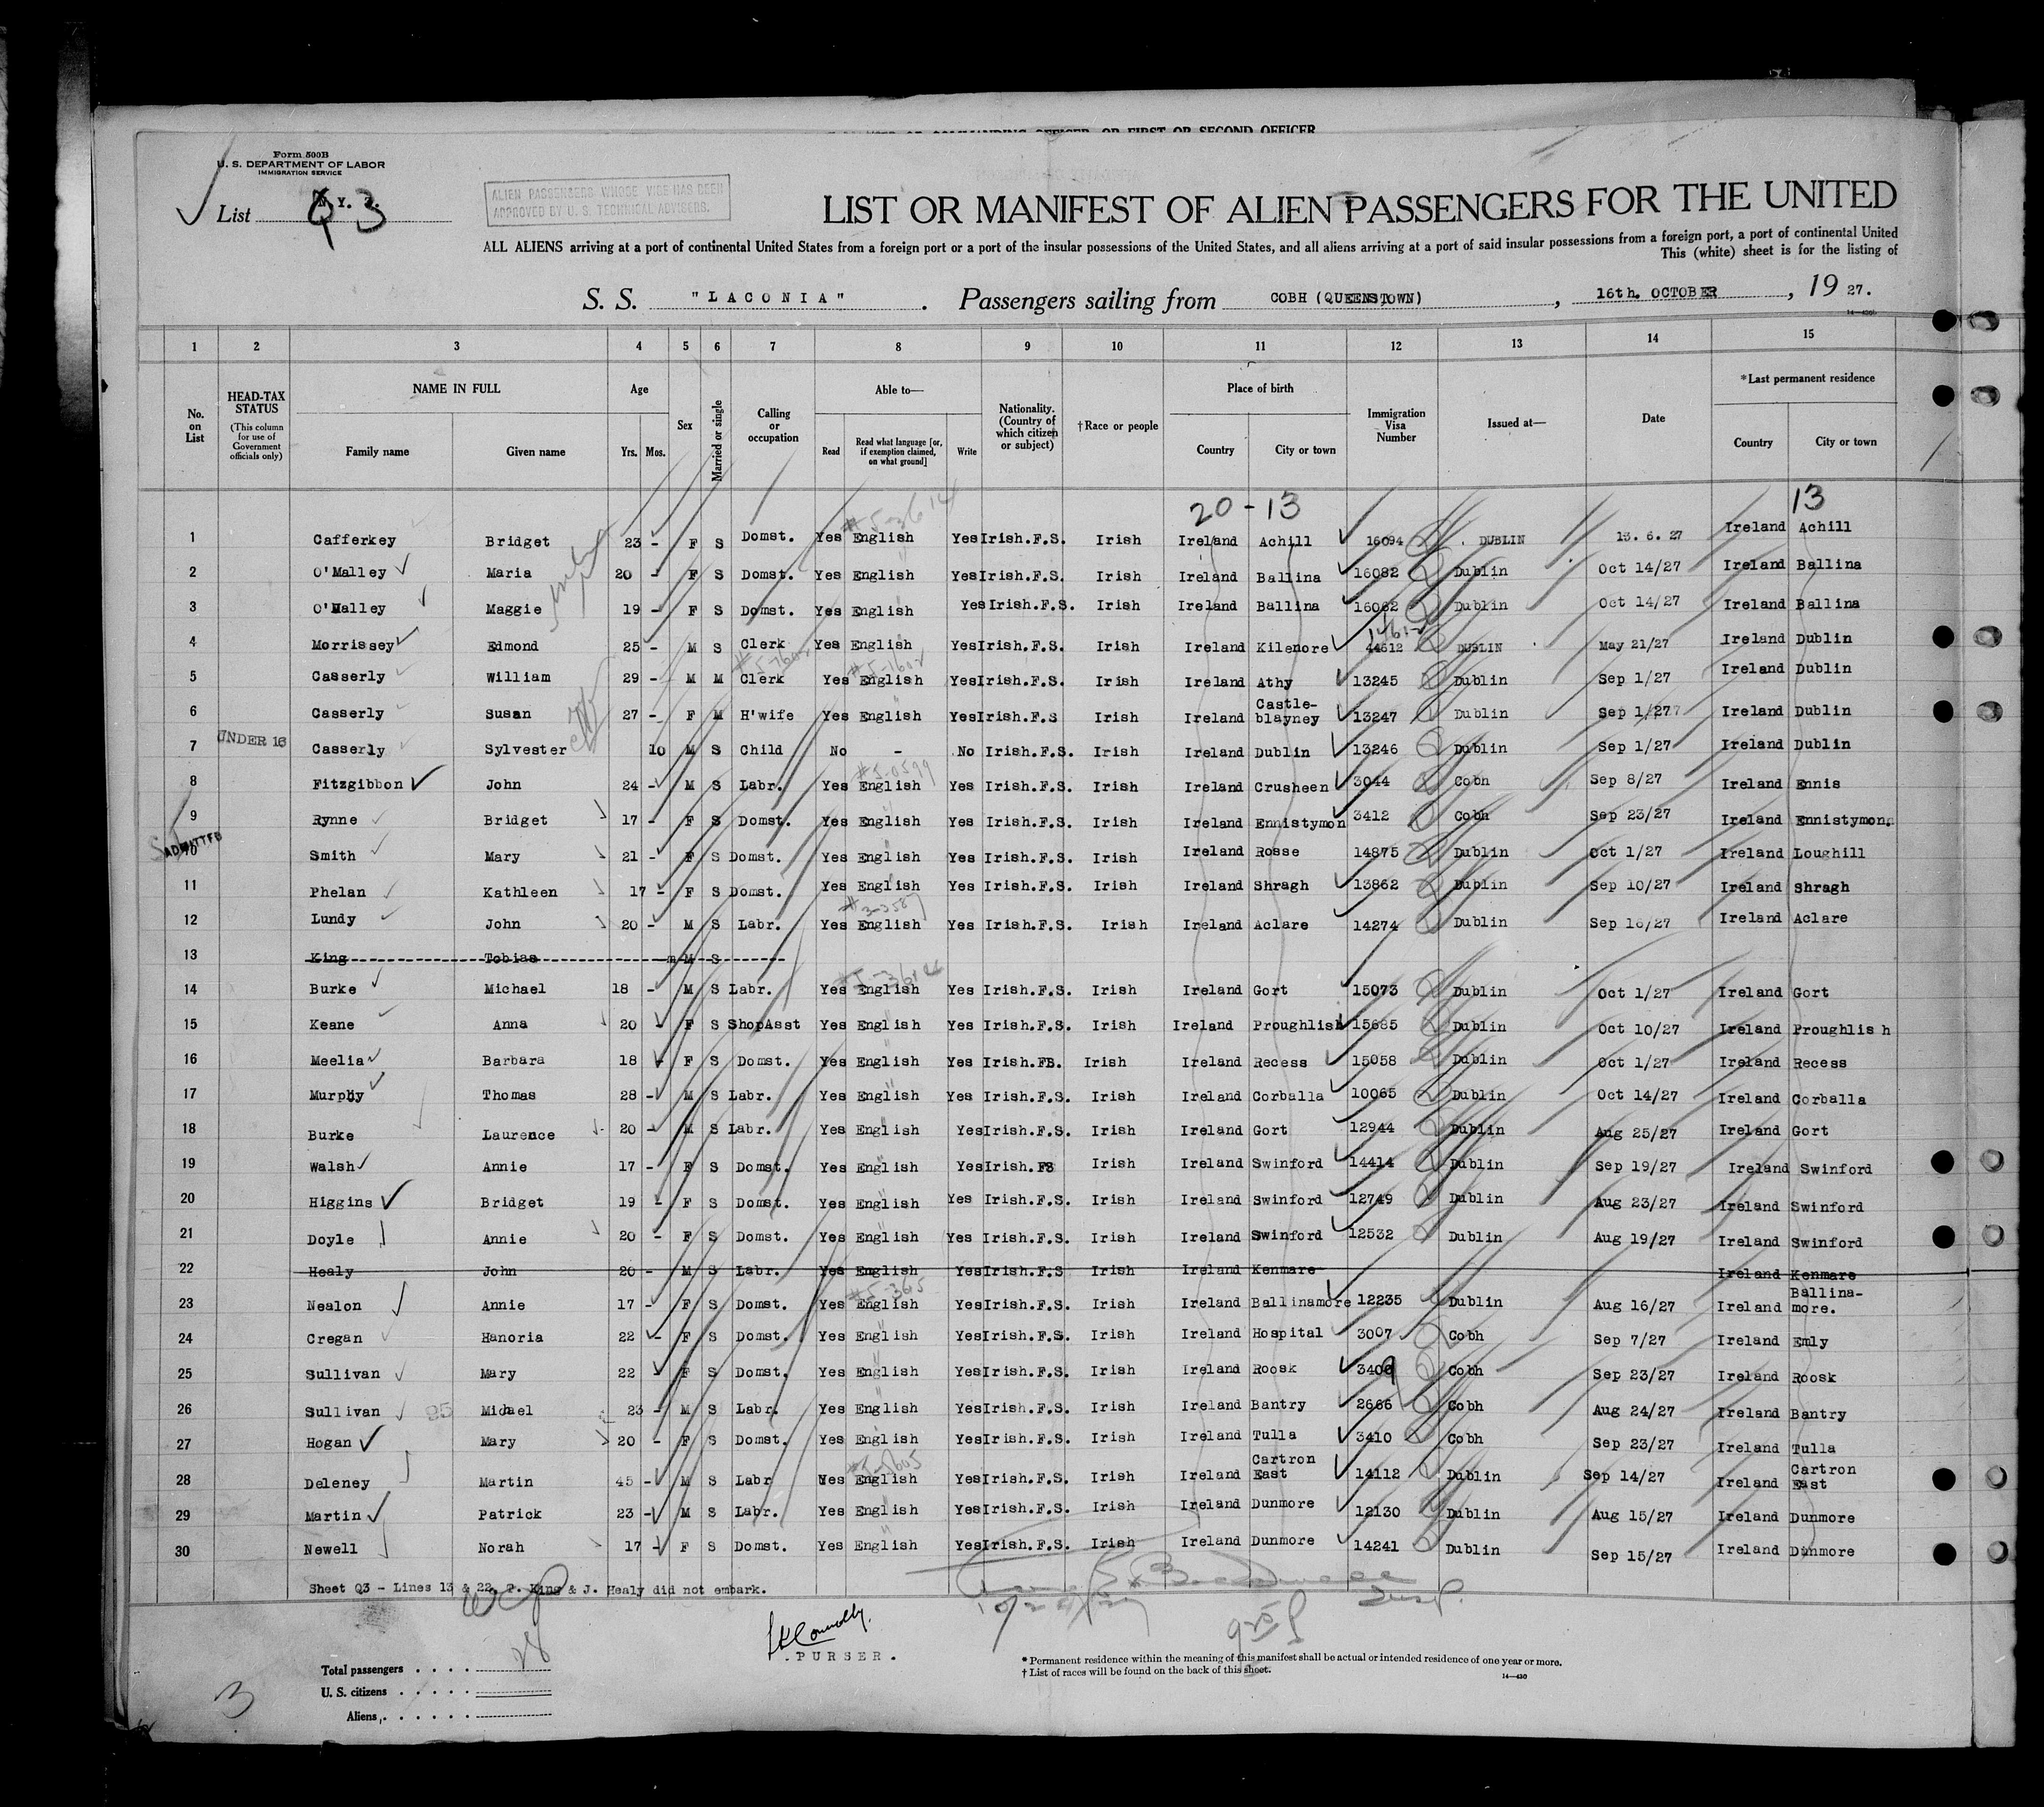 OR FIRST OR SECOND OFFICER
Form 500B
U. S. DEPARTMENT OF LABOR
IMMIGRATION SERVICE
List Q 3
ALIEN PASSENGERS WHOSE VISE HAS BEEN
APPROVED BY U. S. TECHNICAL ADVISERS.
LIST OR MANIFEST OF ALIEN PASSENGERS FOR THE UNITED
ALL ALIENS arriving at a port of continental United States from a foreign port or a port of the insular possessions of the United States, and all aliens arriving at a port of said insular possessions from a foreign port, a port of continental United
This (white) sheet is for the listing of
S. S. "LACONIA" . Passengers sailing from COBH (QUEENSTOWN) , 16th. OCTOBER , 19 27.
1 2 3 4 5 6 7 8 9 10 11 12 13 14 15
No. on List HEAD-TAX STATUS (This column for use of Government officials only) NAME IN FULL Family name Given name Age Yrs. Mos. Sex Married or single Calling or occupation Able to— Read Read what language [or, if exemption claimed, on what ground] Write Nationality. (Country of which citizen or subject) †Race or people Place of birth Country City or town Immigration Visa Number Issued at— Date *Last permanent residence Country City or town
20-13 13
1 Cafferkey Bridget 23 - F S Domst. Yes English Yes Irish.F.S. Irish Ireland Achill 16094 DUBLIN 13. 6. 27 Ireland Achill
2 O'Malley Maria 20 - F S Domst. Yes English Yes Irish.F.S. Irish Ireland Ballina 16082 Dublin Oct 14/27 Ireland Ballina
3 O'Malley Maggie 19 - F S Domst. Yes English Yes Irish.F.S. Irish Ireland Ballina 16062 Dublin Oct 14/27 Ireland Ballina
4 Morrissey Edmond 25 - M S Clerk Yes English Yes Irish.F.S. Irish Ireland Kilenore 44612 DUBLIN May 21/27 Ireland Dublin
5 Casserly William 29 - M M Clerk Yes English Yes Irish.F.S. Irish Ireland Athy 13245 Dublin Sep 1/27 Ireland Dublin
6 Casserly Susan 27 - F M H'wife Yes English Yes Irish.F.S Irish Ireland Castle-blayney 13247 Dublin Sep 1/27 Ireland Dublin
7 UNDER 16 Casserly Sylvester 10 M S Child No - No Irish.F.S. Irish Ireland Dublin 13246 Dublin Sep 1/27 Ireland Dublin
8 Fitzgibbon John 24 - M S Labr. Yes English Yes Irish.F.S. Irish Ireland Crusheen 3044 Cobh Sep 8/27 Ireland Ennis
9 Rynne Bridget 17 - F S Domst. Yes English Yes Irish.F.S. Irish Ireland Ennistymon 3412 Cobh Sep 23/27 Ireland Ennistymon.
ADMITTED
10 Smith Mary 21 - F S Domst. Yes English Yes Irish.F.S. Irish Ireland Rosse 14875 Dublin Oct 1/27 Ireland Loughill
11 Phelan Kathleen 17 - F S Domst. Yes English Yes Irish.F.S. Irish Ireland Shragh 13862 Dublin Sep 10/27 Ireland Shragh
12 Lundy John 20 - M S Labr. Yes English Yes Irish.F.S. Irish Ireland Aclare 14274 Dublin Sep 16/27 Ireland Aclare
13 King Tobias M S
14 Burke Michael 18 - M S Labr. Yes English Yes Irish.F.S. Irish Ireland Gort 15073 Dublin Oct 1/27 Ireland Gort
15 Keane Anna 20 - F S ShopAsst Yes English Yes Irish.F.S. Irish Ireland Proughlish 15685 Dublin Oct 10/27 Ireland Proughlis h
16 Meelia Barbara 18 - F S Domst. Yes English Yes Irish.FS. Irish Ireland Recess 15058 Dublin Oct 1/27 Ireland Recess
17 Murphy Thomas 28 - M S Labr. Yes English Yes Irish.F.S. Irish Ireland Corballa 10065 Dublin Oct 14/27 Ireland Corballa
18 Burke Laurence 20 - M S Labr. Yes English Yes Irish.F.S. Irish Ireland Gort 12944 Dublin Aug 25/27 Ireland Gort
19 Walsh Annie 17 - F S Domst. Yes English Yes Irish.FS Irish Ireland Swinford 14414 Dublin Sep 19/27 Ireland Swinford
20 Higgins Bridget 19 - F S Domst. Yes English Yes Irish.F.S. Irish Ireland Swinford 12749 Dublin Aug 23/27 Ireland Swinford
21 Doyle Annie 20 - F S Domst. Yes English Yes Irish.F.S. Irish Ireland Swinford 12532 Dublin Aug 19/27 Ireland Swinford
22 Healy John 20 - M S Labr. Yes English Yes Irish.F.S Irish Ireland Kenmare Ireland Kenmare
23 Nealon Annie 17 - F S Domst. Yes English Yes Irish.F.S. Irish Ireland Ballinamore 12235 Dublin Aug 16/27 Ireland Ballina-more.
24 Cregan Hanoria 22 - F S Domst. Yes English Yes Irish.F.S. Irish Ireland Hospital 3007 Cobh Sep 7/27 Ireland Emly
25 Sullivan Mary 22 F S Domst. Yes English Yes Irish.F.S. Irish Ireland Roosk 3409 Cobh Sep 23/27 Ireland Roosk
26 Sullivan Michael 23 - M S Labr. Yes English Yes Irish.F.S. Irish Ireland Bantry 2666 Cobh Aug 24/27 Ireland Bantry
27 Hogan Mary 20 - F S Domst. Yes English Yes Irish.F.S. Irish Ireland Tulla 3410 Cobh Sep 23/27 Ireland Tulla
28 Deleney Martin 45 - M S Labr Yes English Yes Irish.F.S. Irish Ireland Cartron East 14112 Dublin Sep 14/27 Ireland Cartron East
29 Martin Patrick 23 - M S Labr. Yes English Yes Irish.F.S. Irish Ireland Dunmore 12130 Dublin Aug 15/27 Ireland Dunmore
30 Newell Norah 17 - F S Domst. Yes English Yes Irish.F.S. Irish Ireland Dunmore 14241 Dublin Sep 15/27 Ireland Dunmore
Sheet Q3 - Lines 13 & 22, T. King & J. Healy did not embark.
10/24/27
PURSER.
Total passengers . . . . 28
U. S. citizens . . . . .
Aliens . . . . . .
3
* Permanent residence within the meaning of this manifest shall be actual or intended residence of one year or more.
† List of races will be found on the back of this sheet.
14—430